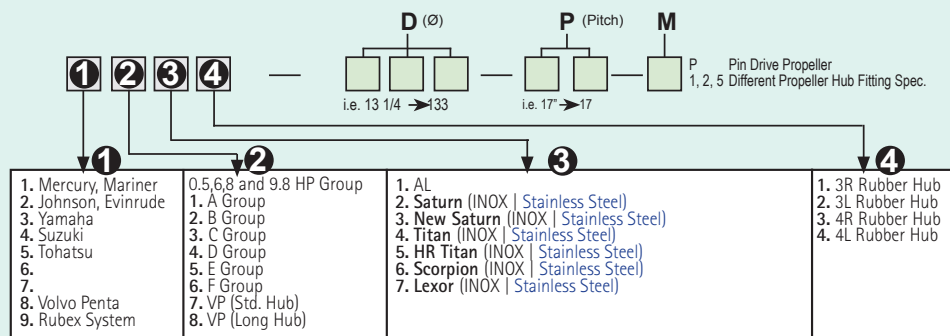 D (Ø) P (Pitch) M
1 2 3 4 — — —
P Pin Drive Propeller
1, 2, 5 Different Propeller Hub Fitting Spec.
i.e. 13 1/4 → 133 i.e. 17" → 17
1
1. Mercury, Mariner
2. Johnson, Evinrude
3. Yamaha
4. Suzuki
5. Tohatsu
6.
7.
8. Volvo Penta
9. Rubex System
2
0.5,6,8 and 9.8 HP Group
1. A Group
2. B Group
3. C Group
4. D Group
5. E Group
6. F Group
7. VP (Std. Hub)
8. VP (Long Hub)
3
1. AL
2. Saturn (INOX | Stainless Steel)
3. New Saturn (INOX | Stainless Steel)
4. Titan (INOX | Stainless Steel)
5. HR Titan (INOX | Stainless Steel)
6. Scorpion (INOX | Stainless Steel)
7. Lexor (INOX | Stainless Steel)
4
1. 3R Rubber Hub
2. 3L Rubber Hub
3. 4R Rubber Hub
4. 4L Rubber Hub